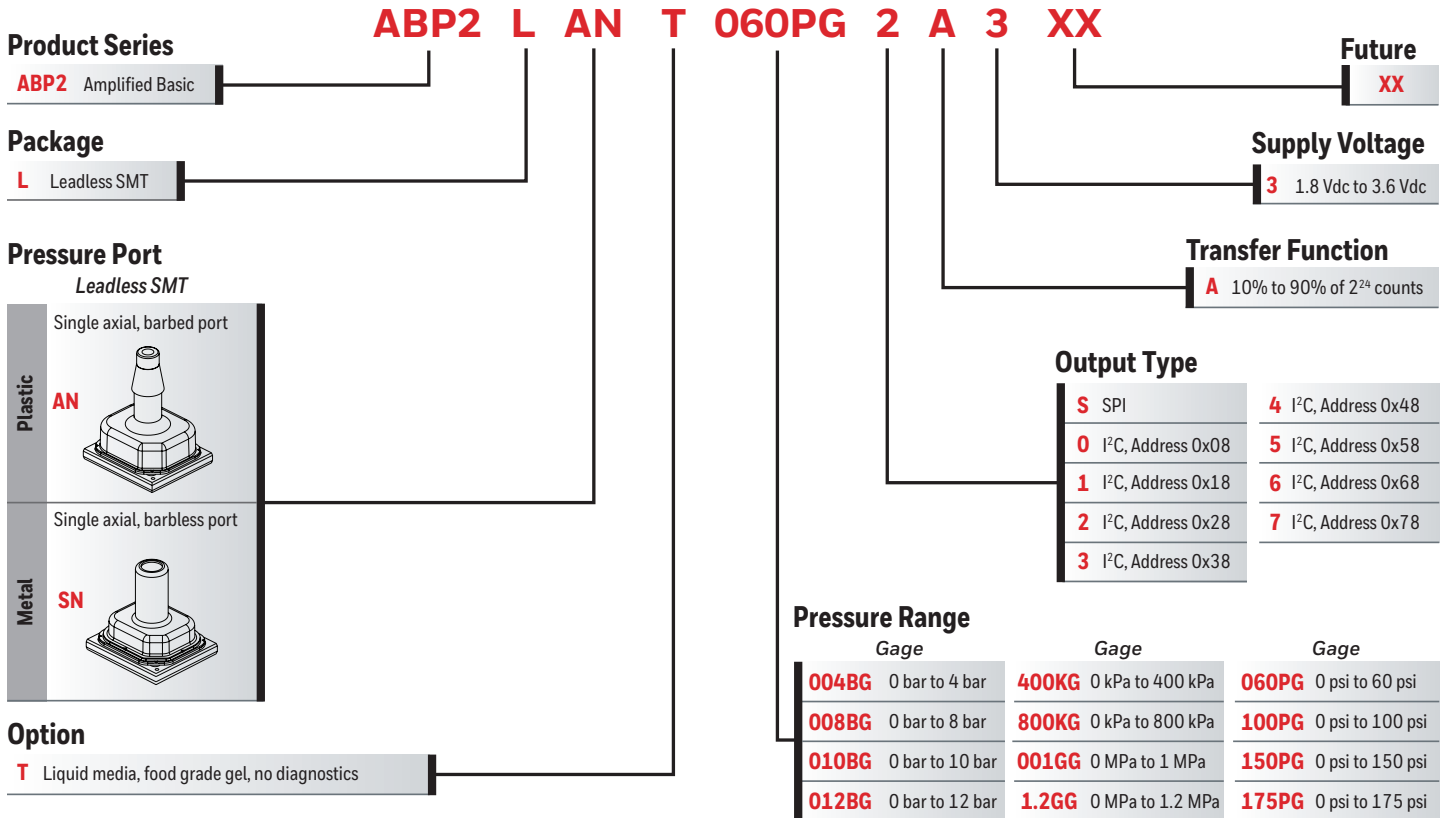 ABP2 L AN T 060PG 2 A 3 XX
Product Series
ABP2 Amplified Basic
Package
L Leadless SMT
Pressure Port
Leadless SMT
Plastic
Single axial, barbed port
AN
Metal
Single axial, barbless port
SN
Option
T Liquid media, food grade gel, no diagnostics
Future
XX
Supply Voltage
3 1.8 Vdc to 3.6 Vdc
Transfer Function
A 10% to 90% of 2²⁴ counts
Output Type
S SPI
0 I²C, Address 0x08
1 I²C, Address 0x18
2 I²C, Address 0x28
3 I²C, Address 0x38
4 I²C, Address 0x48
5 I²C, Address 0x58
6 I²C, Address 0x68
7 I²C, Address 0x78
Pressure Range
Gage
004BG 0 bar to 4 bar
008BG 0 bar to 8 bar
010BG 0 bar to 10 bar
012BG 0 bar to 12 bar
Gage
400KG 0 kPa to 400 kPa
800KG 0 kPa to 800 kPa
001GG 0 MPa to 1 MPa
1.2GG 0 MPa to 1.2 MPa
Gage
060PG 0 psi to 60 psi
100PG 0 psi to 100 psi
150PG 0 psi to 150 psi
175PG 0 psi to 175 psi